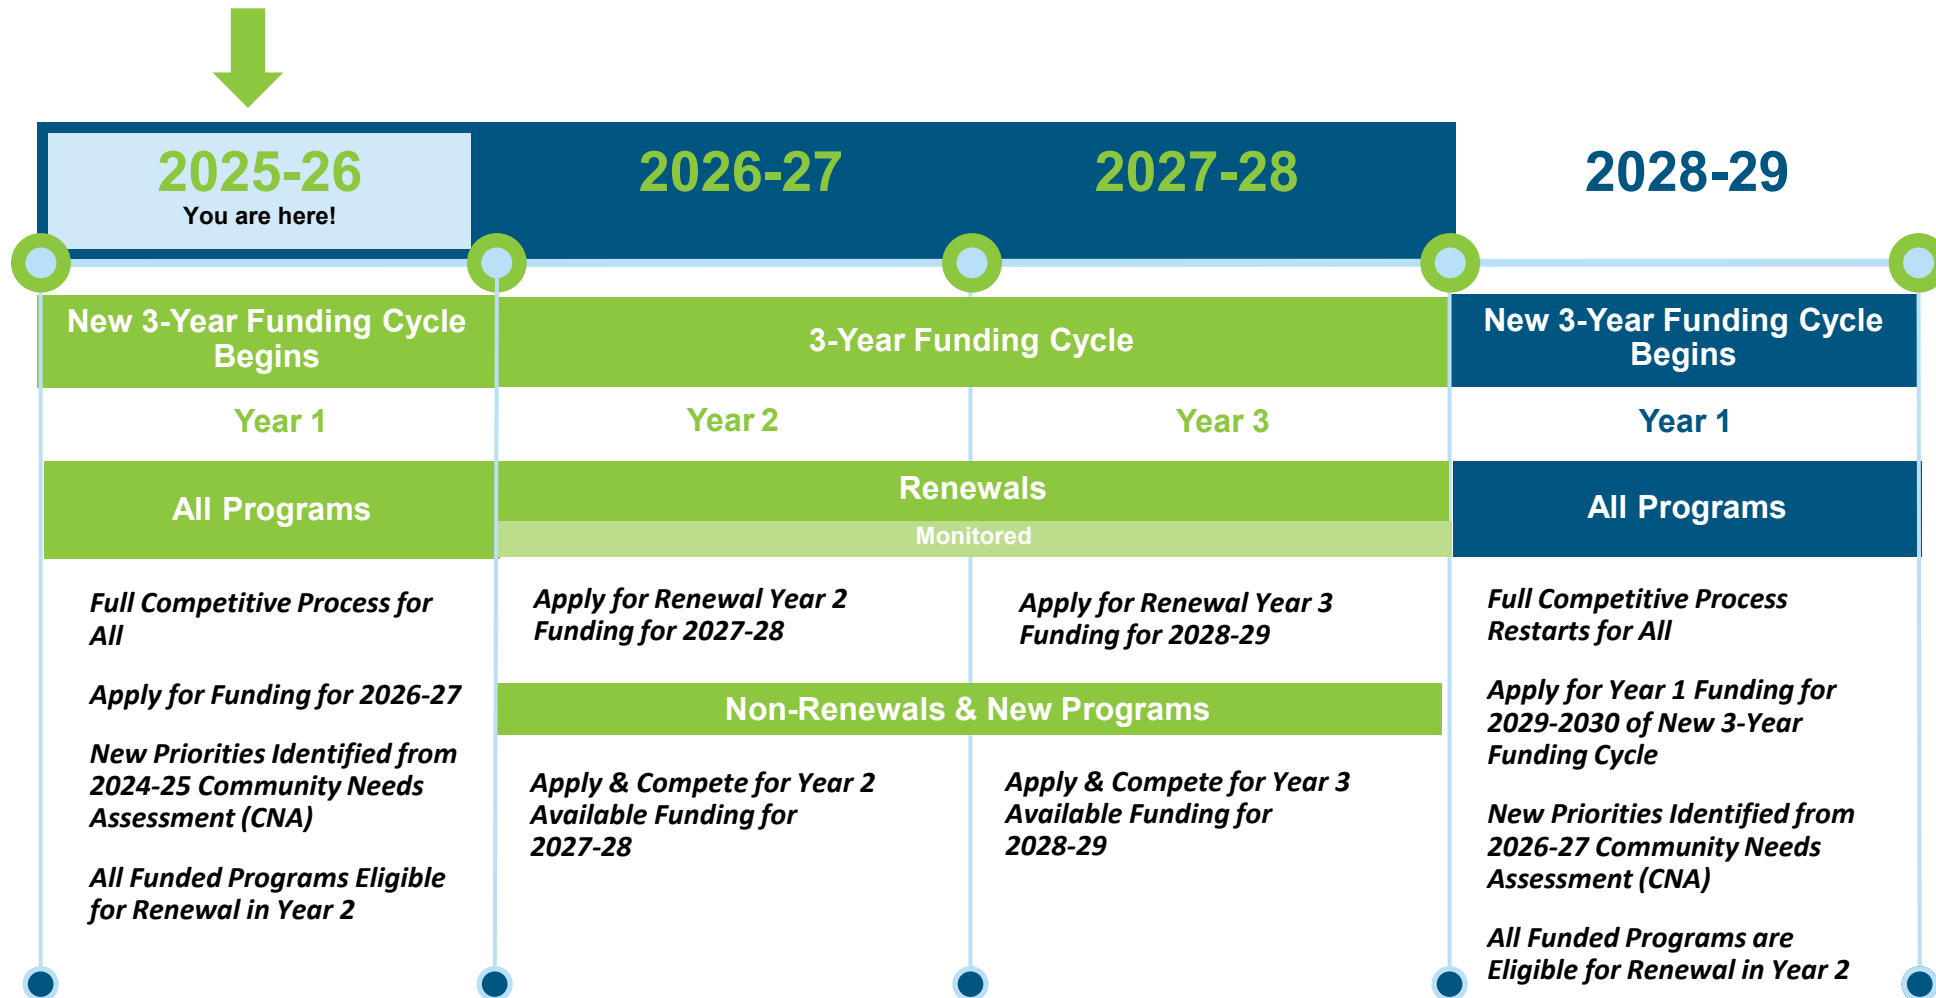 2025-26
You are here!
2026-27
2027-28
2028-29
New 3-Year Funding Cycle
Begins
3-Year Funding Cycle
New 3-Year Funding Cycle
Begins
Year 1
Year 2
Year 3
Year 1
All Programs
Renewals
Monitored
All Programs
Full Competitive Process for
All
Apply for Funding for 2026-27
New Priorities Identified from
2024-25 Community Needs
Assessment (CNA)
All Funded Programs Eligible
for Renewal in Year 2
Apply for Renewal Year 2
Funding for 2027-28
Apply for Renewal Year 3
Funding for 2028-29
Non-Renewals & New Programs
Apply & Compete for Year 2
Available Funding for
2027-28
Apply & Compete for Year 3
Available Funding for
2028-29
Full Competitive Process
Restarts for All
Apply for Year 1 Funding for
2029-2030 of New 3-Year
Funding Cycle
New Priorities Identified from
2026-27 Community Needs
Assessment (CNA)
All Funded Programs are
Eligible for Renewal in Year 2